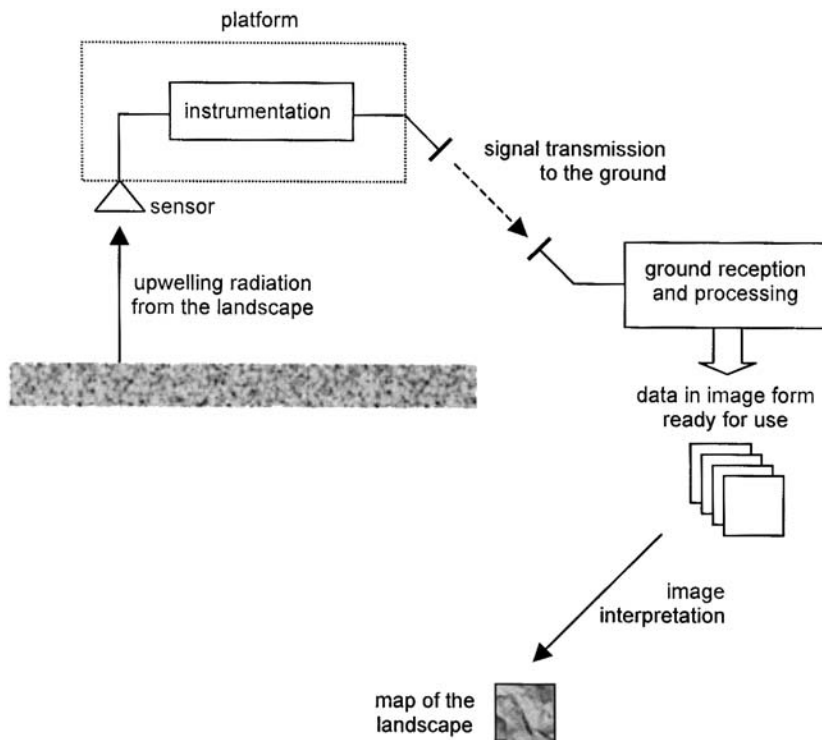 platform
instrumentation
sensor
signal transmission
to the ground
upwelling radiation
from the landscape
ground reception
and processing
data in image form
ready for use
image
interpretation
map of the
landscape